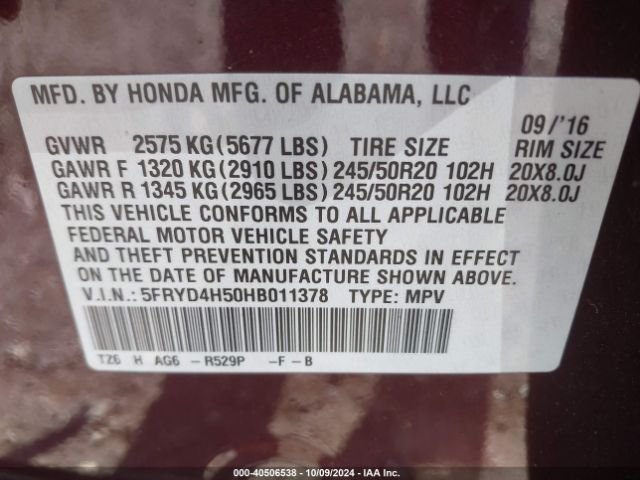 MFD. BY HONDA MFG. OF ALABAMA, LLC
09/'16
GVWR 2575 KG(5677 LBS) TIRE SIZE RIM SIZE
GAWR F 1320 KG(2910 LBS) 245/50R20 102H 20X8.0J
GAWR R 1345 KG(2965 LBS) 245/50R20 102H 20X8.0J
THIS VEHICLE CONFORMS TO ALL APPLICABLE
FEDERAL MOTOR VEHICLE SAFETY
AND THEFT PREVENTION STANDARDS IN EFFECT
ON THE DATE OF MANUFACTURE SHOWN ABOVE.
V.I.N.: 5FRYD4H50HB011378 TYPE: MPV
TZ6 H AG6 -R529P -F-B
000-40506538 - 10/09/2024 - IAA Inc.